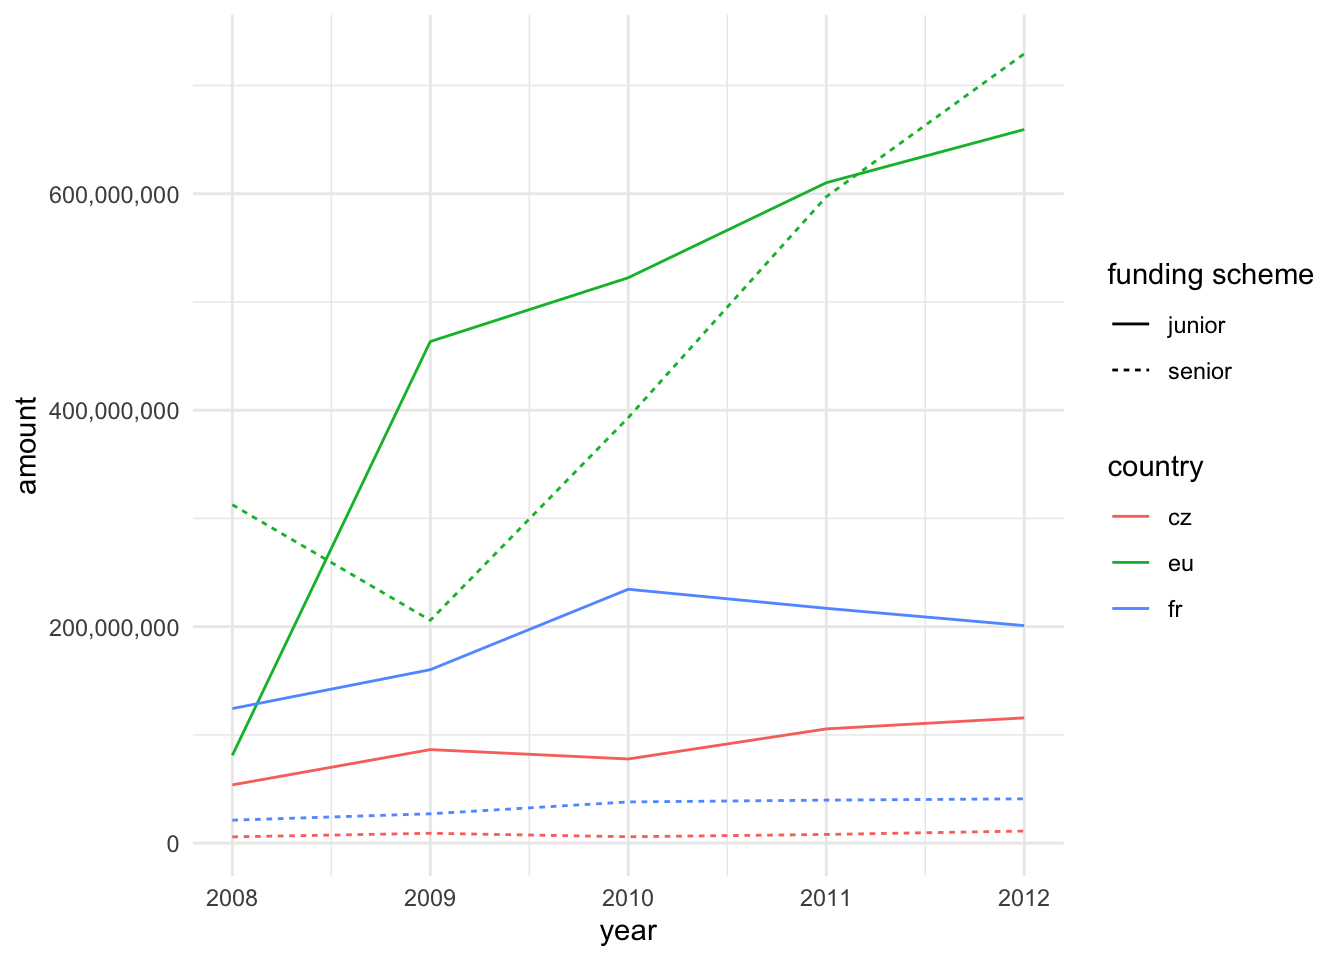 600,000,000
400,000,000
200,000,000
0
amount
2008
2009
2010
2011
2012
year
funding scheme
junior
senior
country
cz
eu
fr